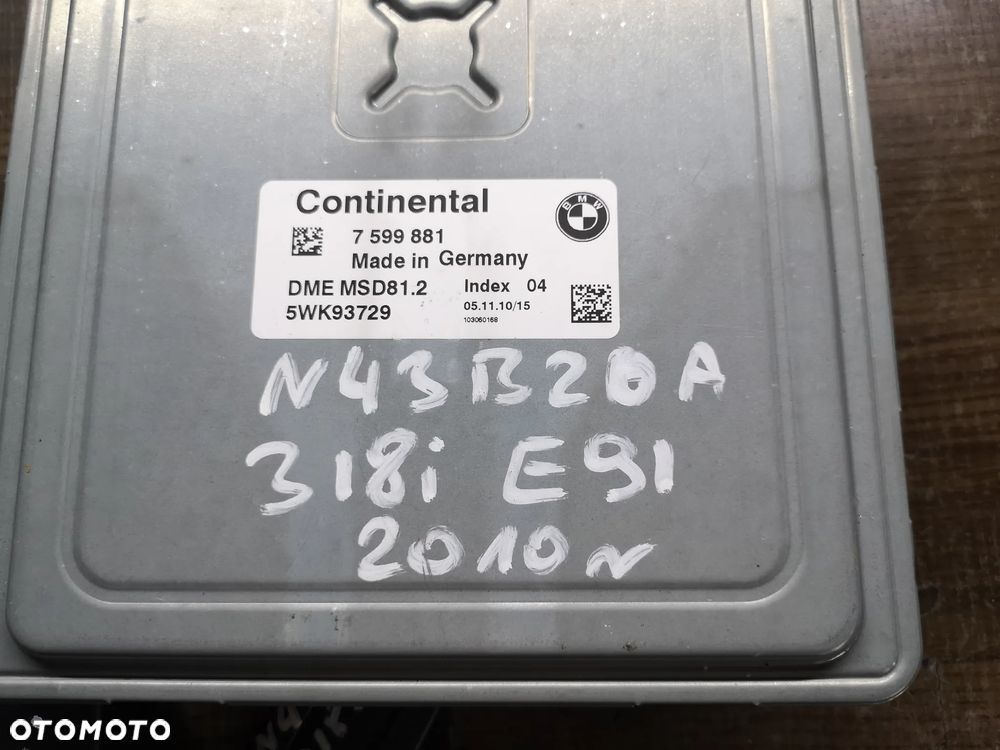 Continental
BMW
7 599 881
Made in Germany
DME MSD81.2 Index 04
5WK93729 05.11.10/15
103060168
N43B20A
318i E91
2010r
OTOMOTO